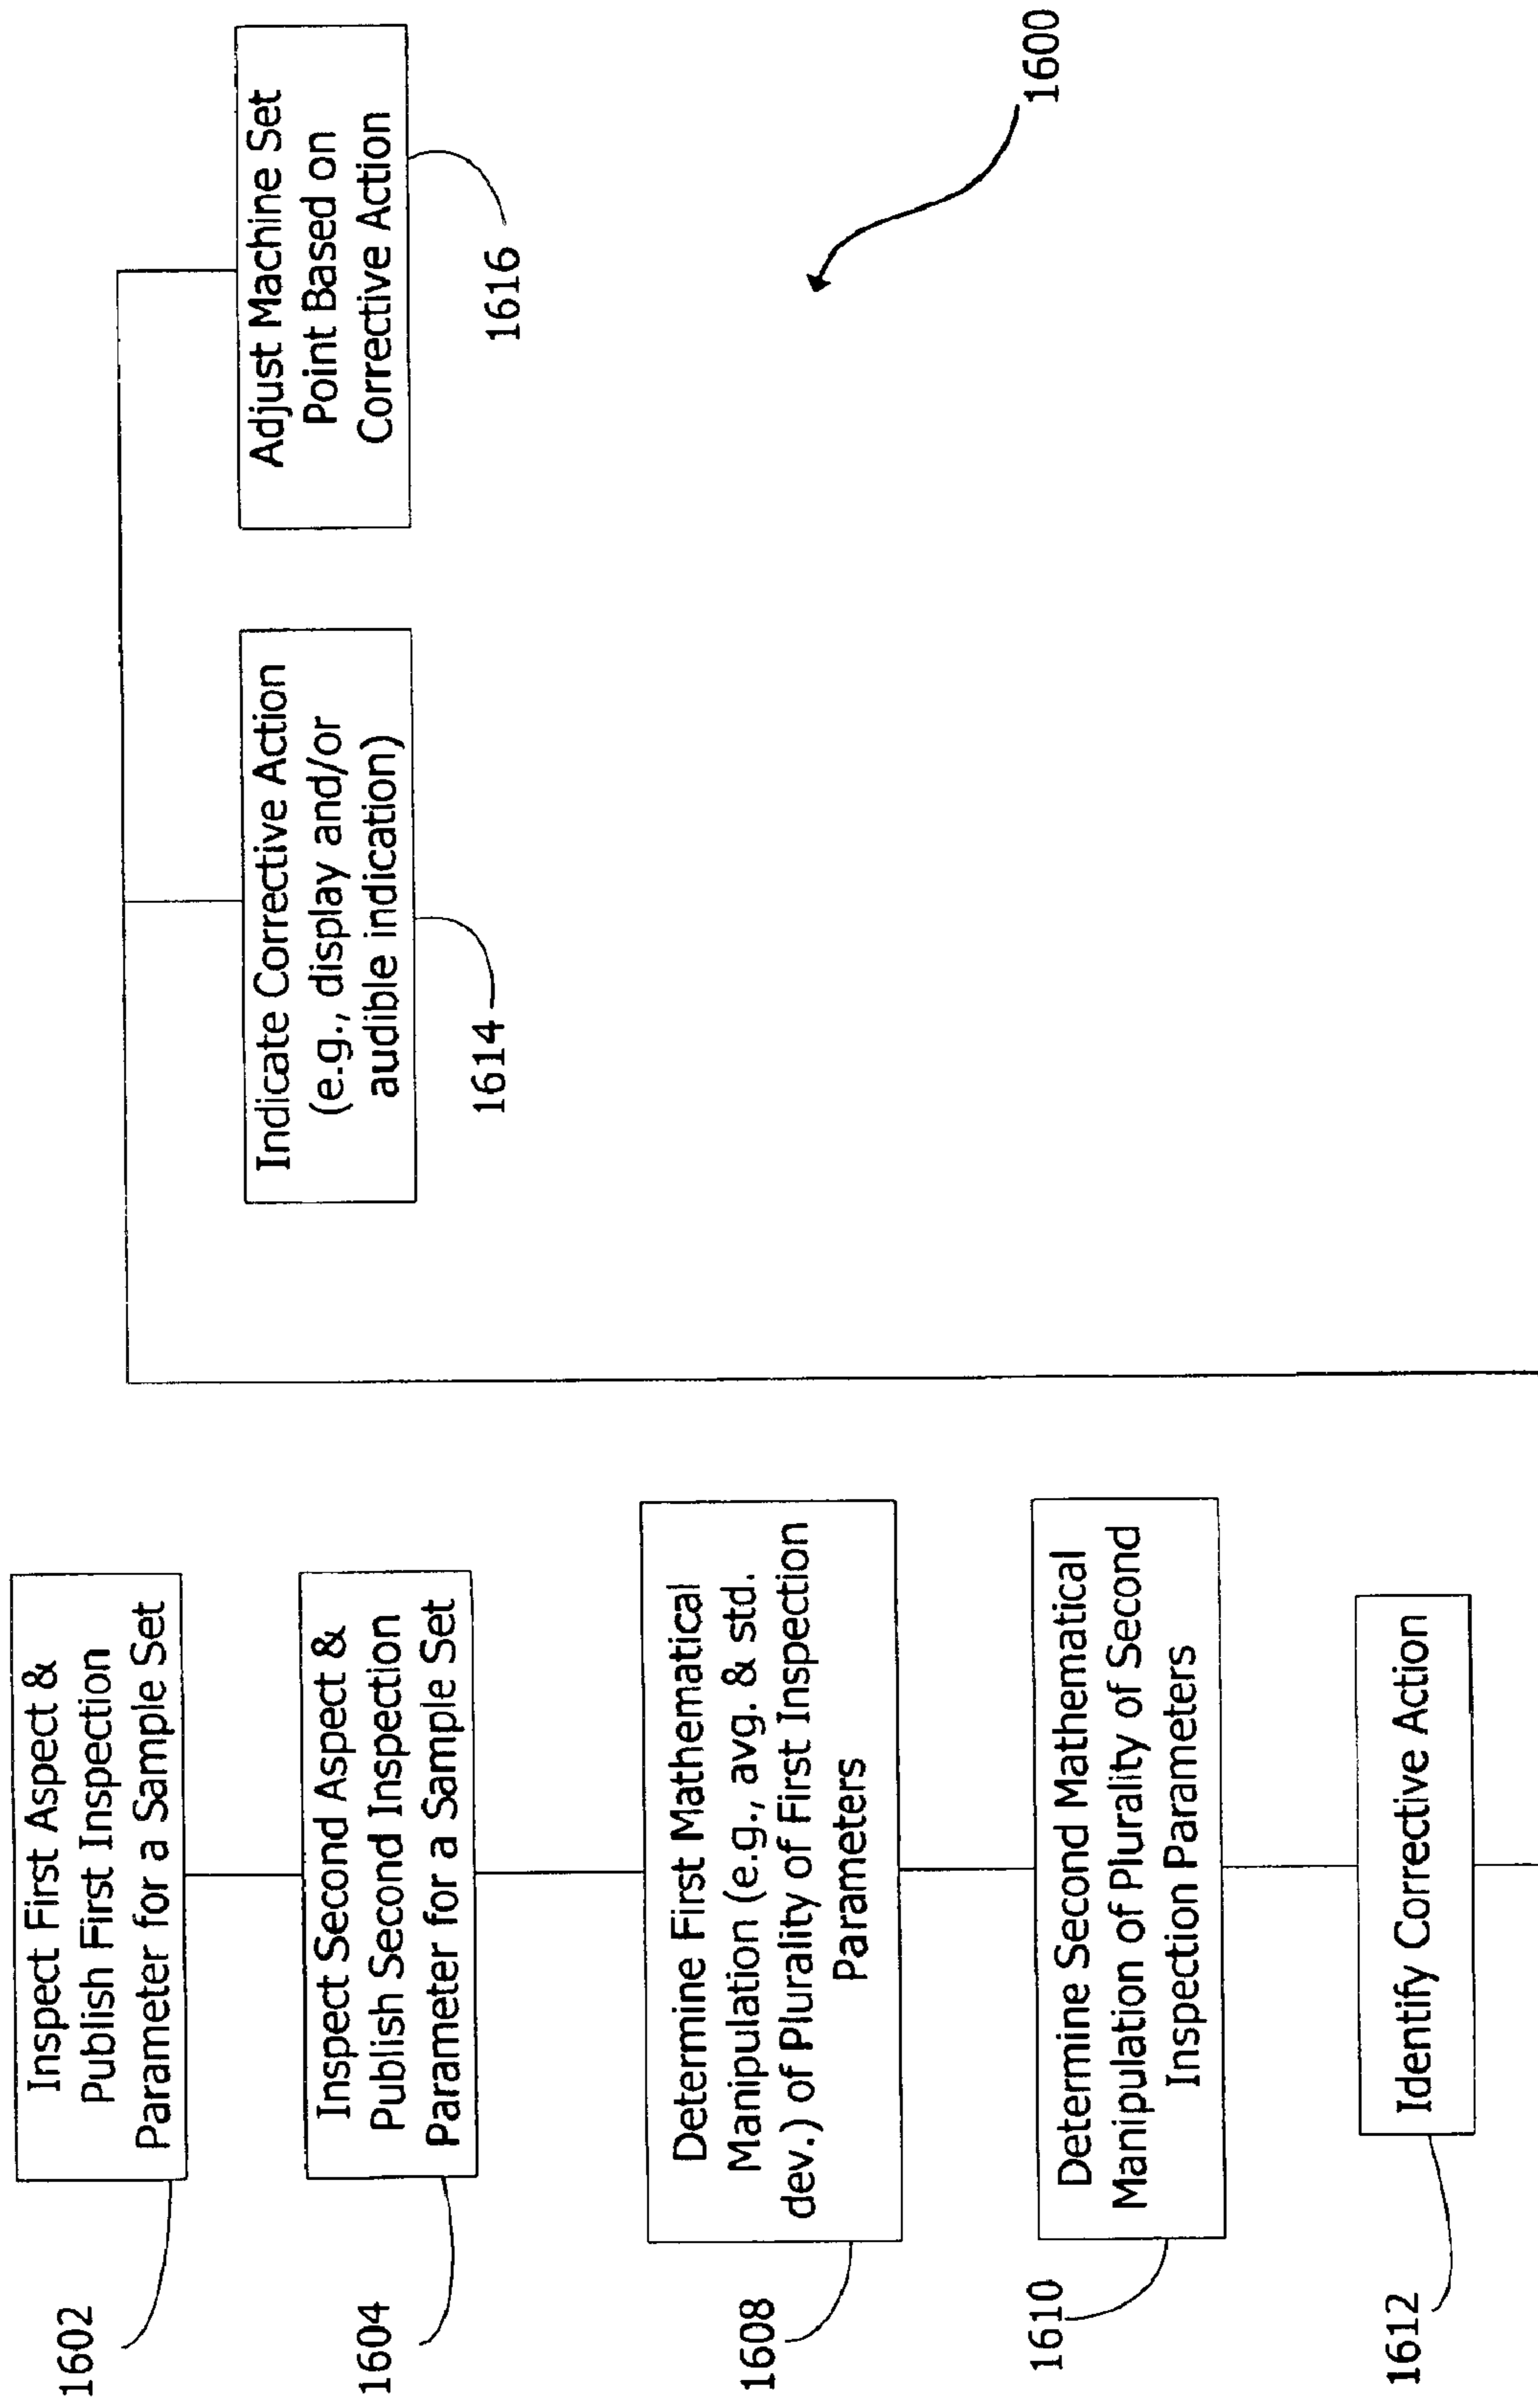 1602
Inspect First Aspect &
Publish First Inspection
Parameter for a Sample Set
1604
Inspect Second Aspect &
Publish Second Inspection
Parameter for a Sample Set
1608
Determine First Mathematical
Manipulation (e.g., avg. & std.
dev.) of Plurality of First Inspection
Parameters
1610
Determine Second Mathematical
Manipulation of Plurality of Second
Inspection Parameters
1612
Identify Corrective Action
Indicate Corrective Action
(e.g., display and/or
audible indication)
1614
Adjust Machine Set
Point Based on
Corrective Action
1616
1600